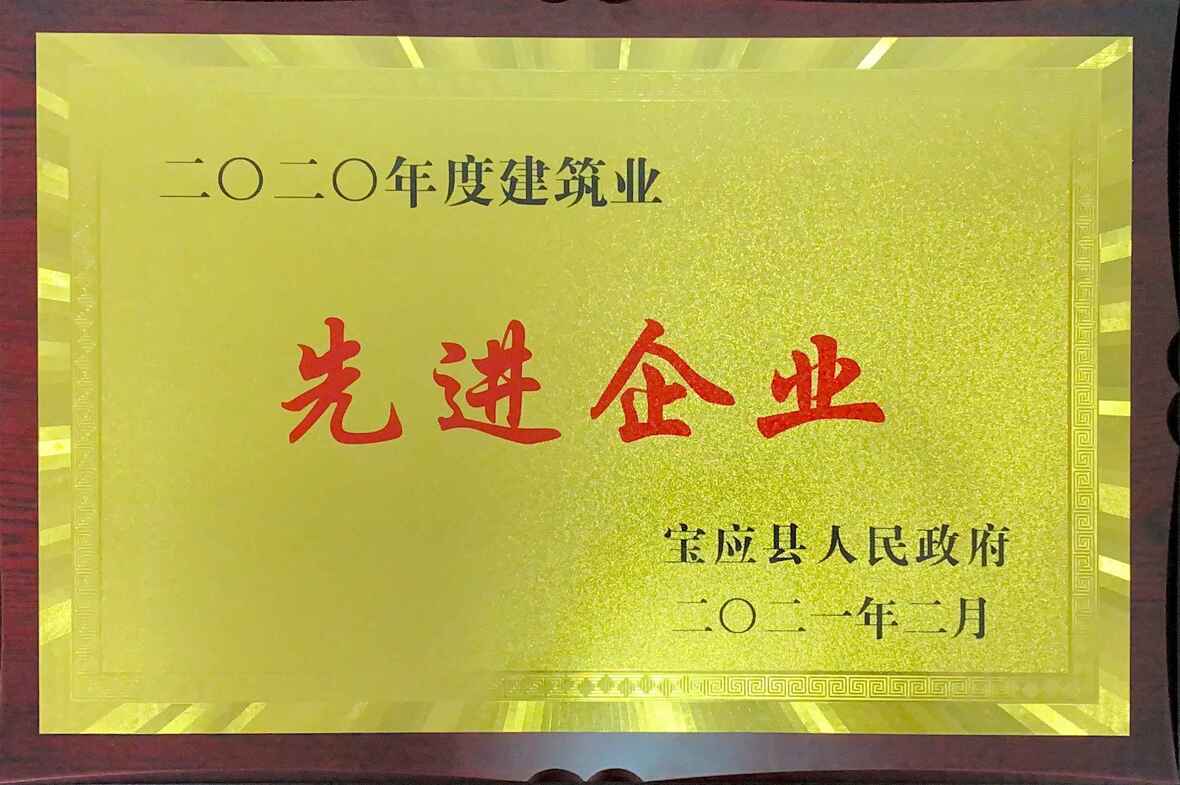 二〇二〇年度建筑业
先进企业
宝应县人民政府
二〇二一年二月